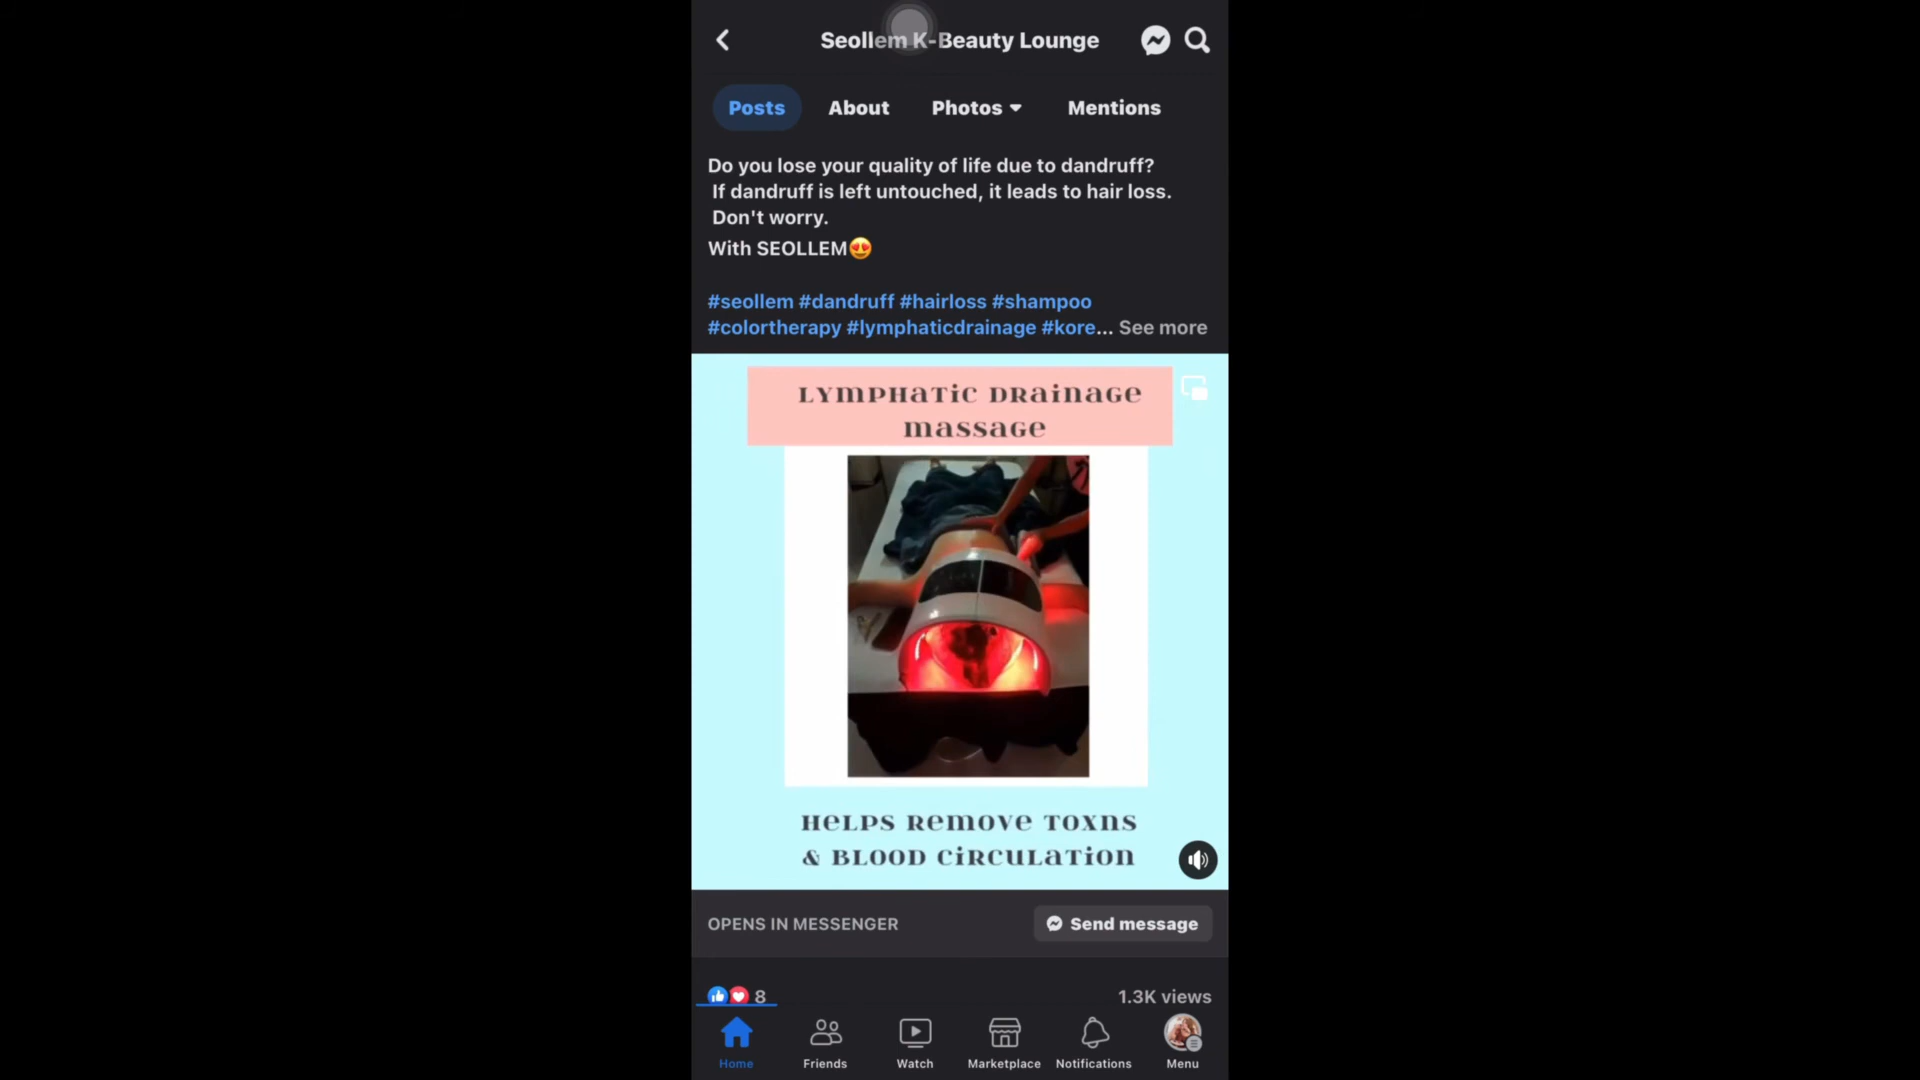 Seollem K-Beauty Lounge
Posts About Photos Mentions
Do you lose your quality of life due to dandruff?
If dandruff is left untouched, it leads to hair loss.
Don't worry.
With SEOLLEM😍
#seollem #dandruff #hairloss #shampoo
#colortherapy #lymphaticdrainage #kore... See more
LYMPHATIC DRAINAGE
MASSAGE
HELPS REMOVE TOXNS
& BLOOD CIRCULATION
OPENS IN MESSENGER Send message
8 1.3K views
Home Friends Watch Marketplace Notifications Menu